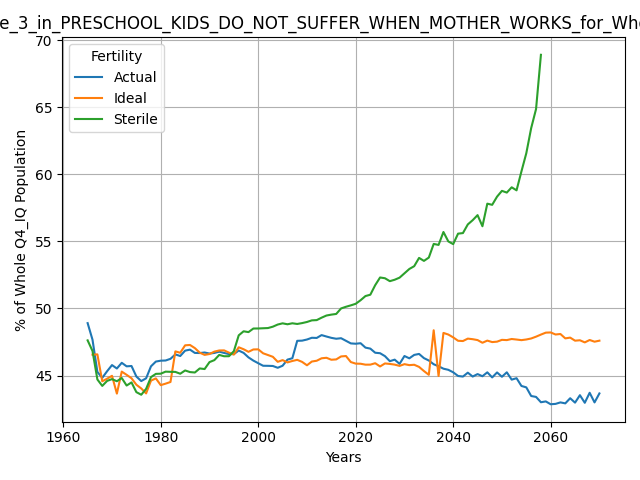 e_3_in_PRESCHOOL_KIDS_DO_NOT_SUFFER_WHEN_MOTHER_WORKS_for_Who
70
Fertility
Actual
Ideal
Sterile
65
60
55
50
45
% of Whole Q4_IQ Population
1960
1980
2000
2020
2040
2060
Years